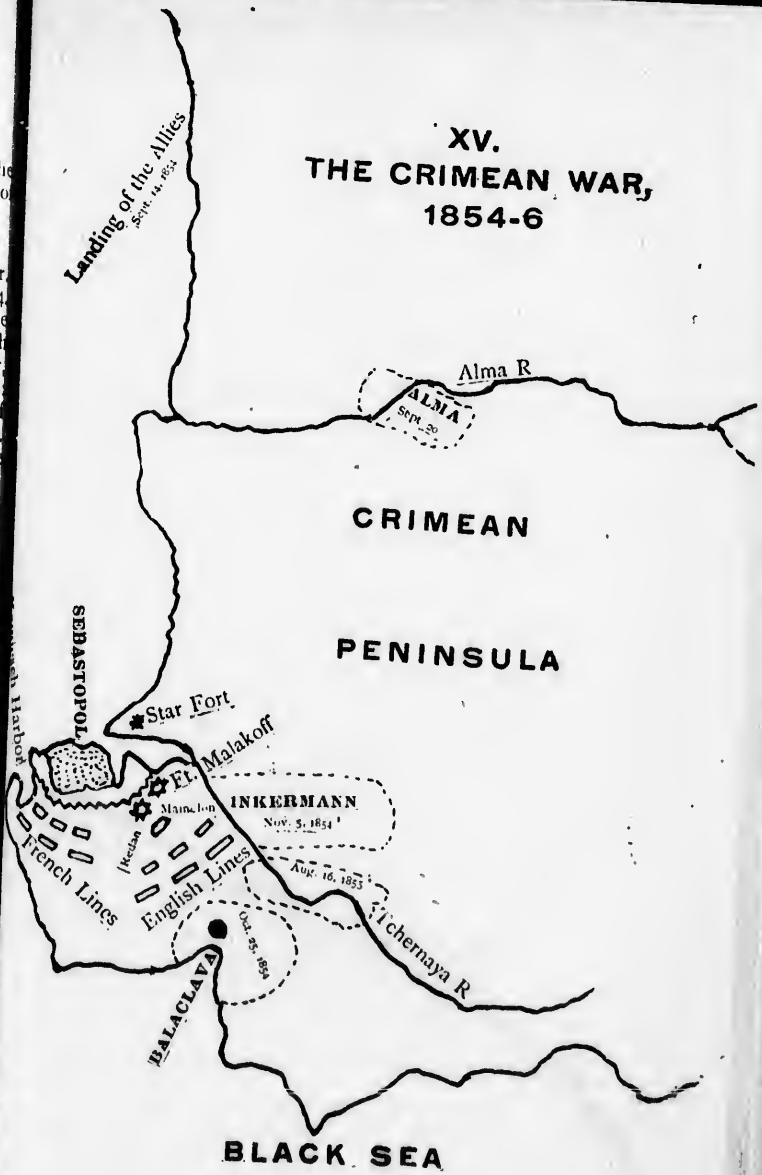 XV.
THE CRIMEAN WAR,
1854-6
Landing of the Allies
Sept. 14, 1854
Alma R
ALMA
Sept. 20
CRIMEAN
PENINSULA
SEBASTOPOL
Harbor
Star Fort
Ft. Malakoff
Mamelon
Redan
INKERMANN
Nov. 5, 1854
French Lines
English Lines
Aug. 16, 1855
Oct. 25, 1854
Tchernaya R
BALACLAVA
BLACK SEA